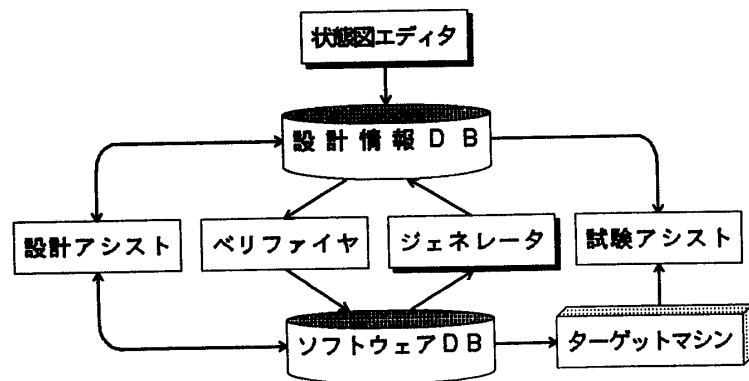 状態図エディタ
設計情報DB
設計アシスト
ベリファイヤ
ジェネレータ
試験アシスト
ソフトウェアDB
ターゲットマシン